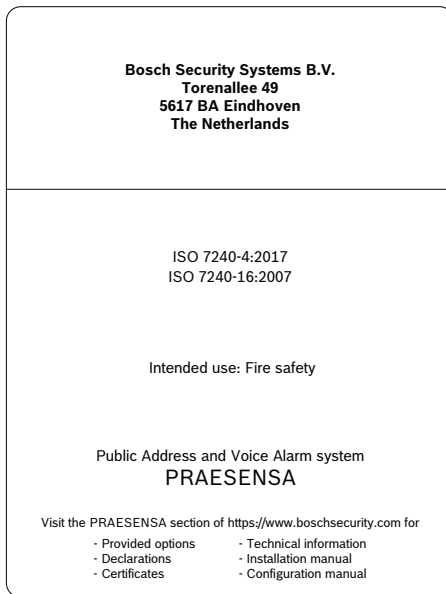 Bosch Security Systems B.V.
Torenallee 49
5617 BA Eindhoven
The Netherlands
ISO 7240-4:2017
ISO 7240-16:2007
Intended use: Fire safety
Public Address and Voice Alarm system
PRAESENSA
Visit the PRAESENSA section of https://www.boschsecurity.com for
- Provided options - Technical information
- Declarations - Installation manual
- Certificates - Configuration manual